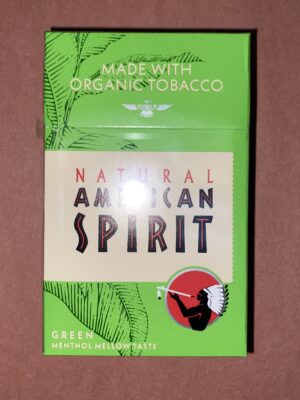 MADE WITH
ORGANIC TOBACCO
NATURAL
AMERICAN
SPIRIT
GREEN
MENTHOL MELLOW TASTE